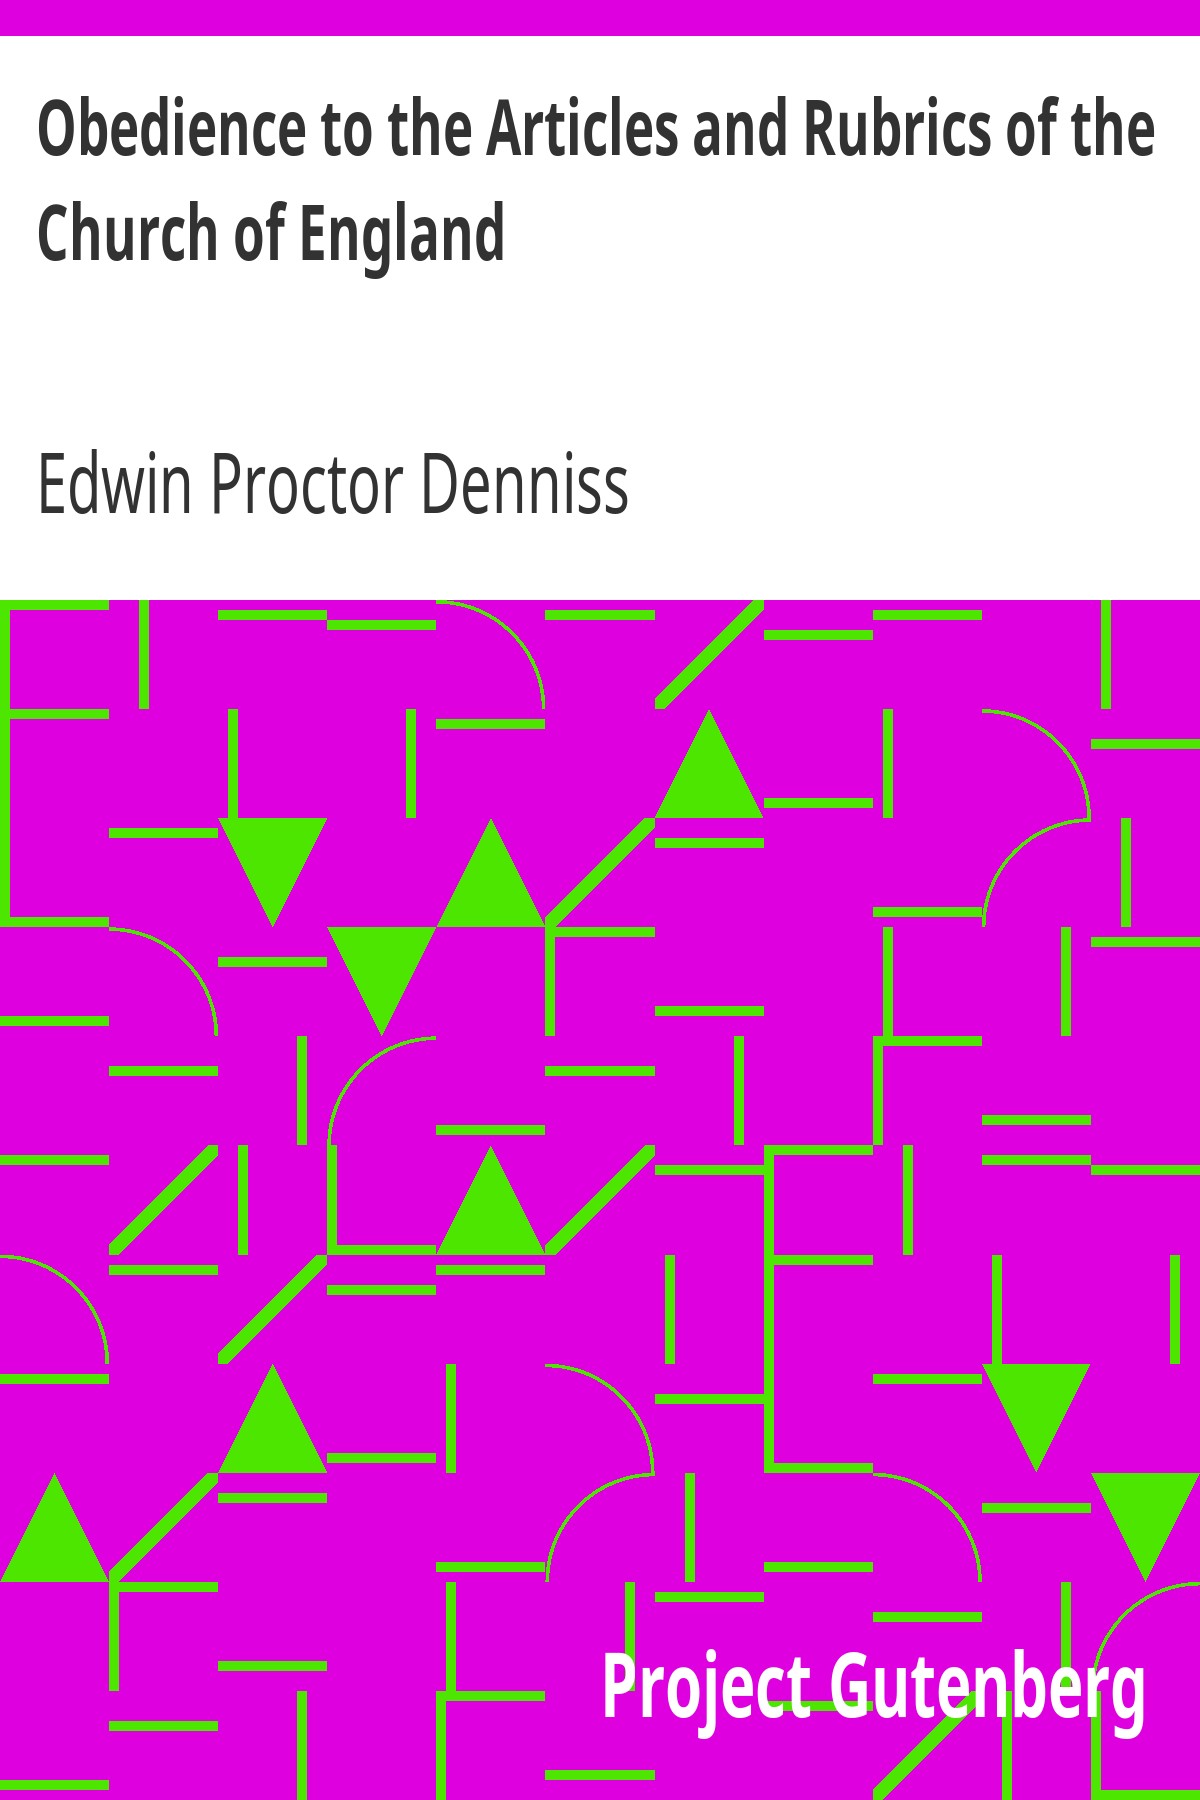 Obedience to the Articles and Rubrics of the
Church of England
Edwin Proctor Denniss
Project Gutenberg